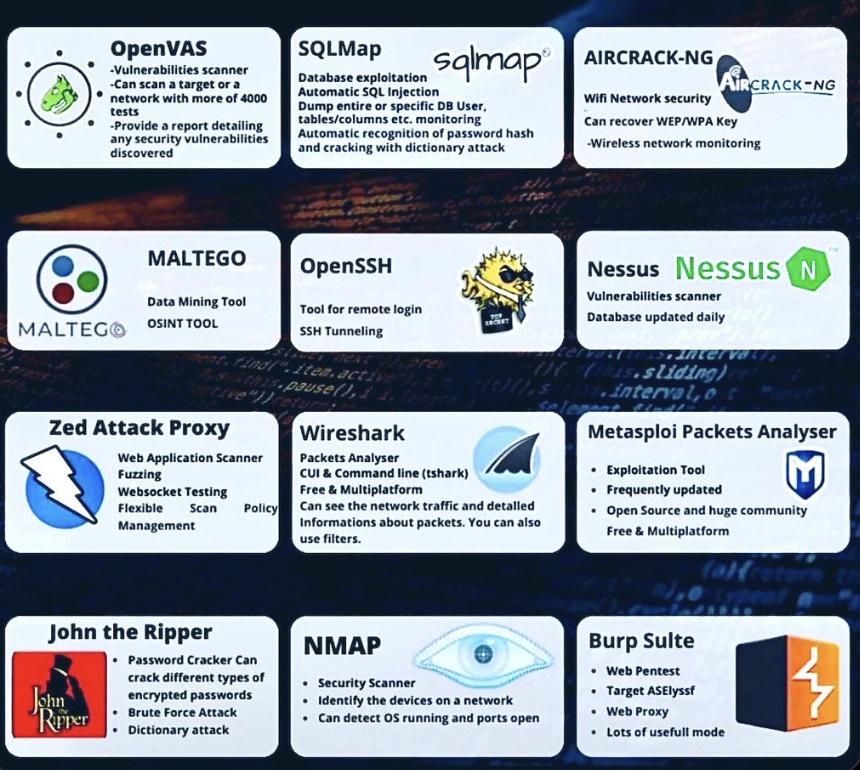 OpenVAS
-Vulnerabilities scanner
-Can scan a target or a
network with more of 4000
tests
-Provide a report detailing
any security vulnerabilities
discovered
SQLMap
sqlmap
Database exploitation
Automatic SQL Injection
Dump entire or specific DB User,
tables/columns etc. monitoring
Automatic recognition of password hash
and cracking with dictionary attack
AIRCRACK-NG
AIRCRACK-NG
Wifi Network security
Can recover WEP/WPA Key
-Wireless network monitoring
MALTEGO
MALTEGO
Data Mining Tool
OSINT TOOL
OpenSSH
TOP
SECRET
Tool for remote login
SSH Tunneling
Nessus
Nessus N
TM
Vulnerabilities scanner
Database updated daily
Zed Attack Proxy
Web Application Scanner
Fuzzing
Websocket Testing
Flexible Scan Policy
Management
Wireshark
Packets Analyser
CUI & Command line (tshark)
Free & Multiplatform
Can see the network traffic and detailed
Informations about packets. You can also
use filters.
Metasploi Packets Analyser
M
• Exploitation Tool
• Frequently updated
• Open Source and huge community
Free & Multiplatform
John the Ripper
John
the
Ripper
• Password Cracker Can
crack different types of
encrypted passwords
• Brute Force Attack
• Dictionary attack
NMAP
• Security Scanner
• Identify the devices on a network
• Can detect OS running and ports open
Burp Sulte
• Web Pentest
• Target ASElyssf
• Web Proxy
• Lots of usefull mode